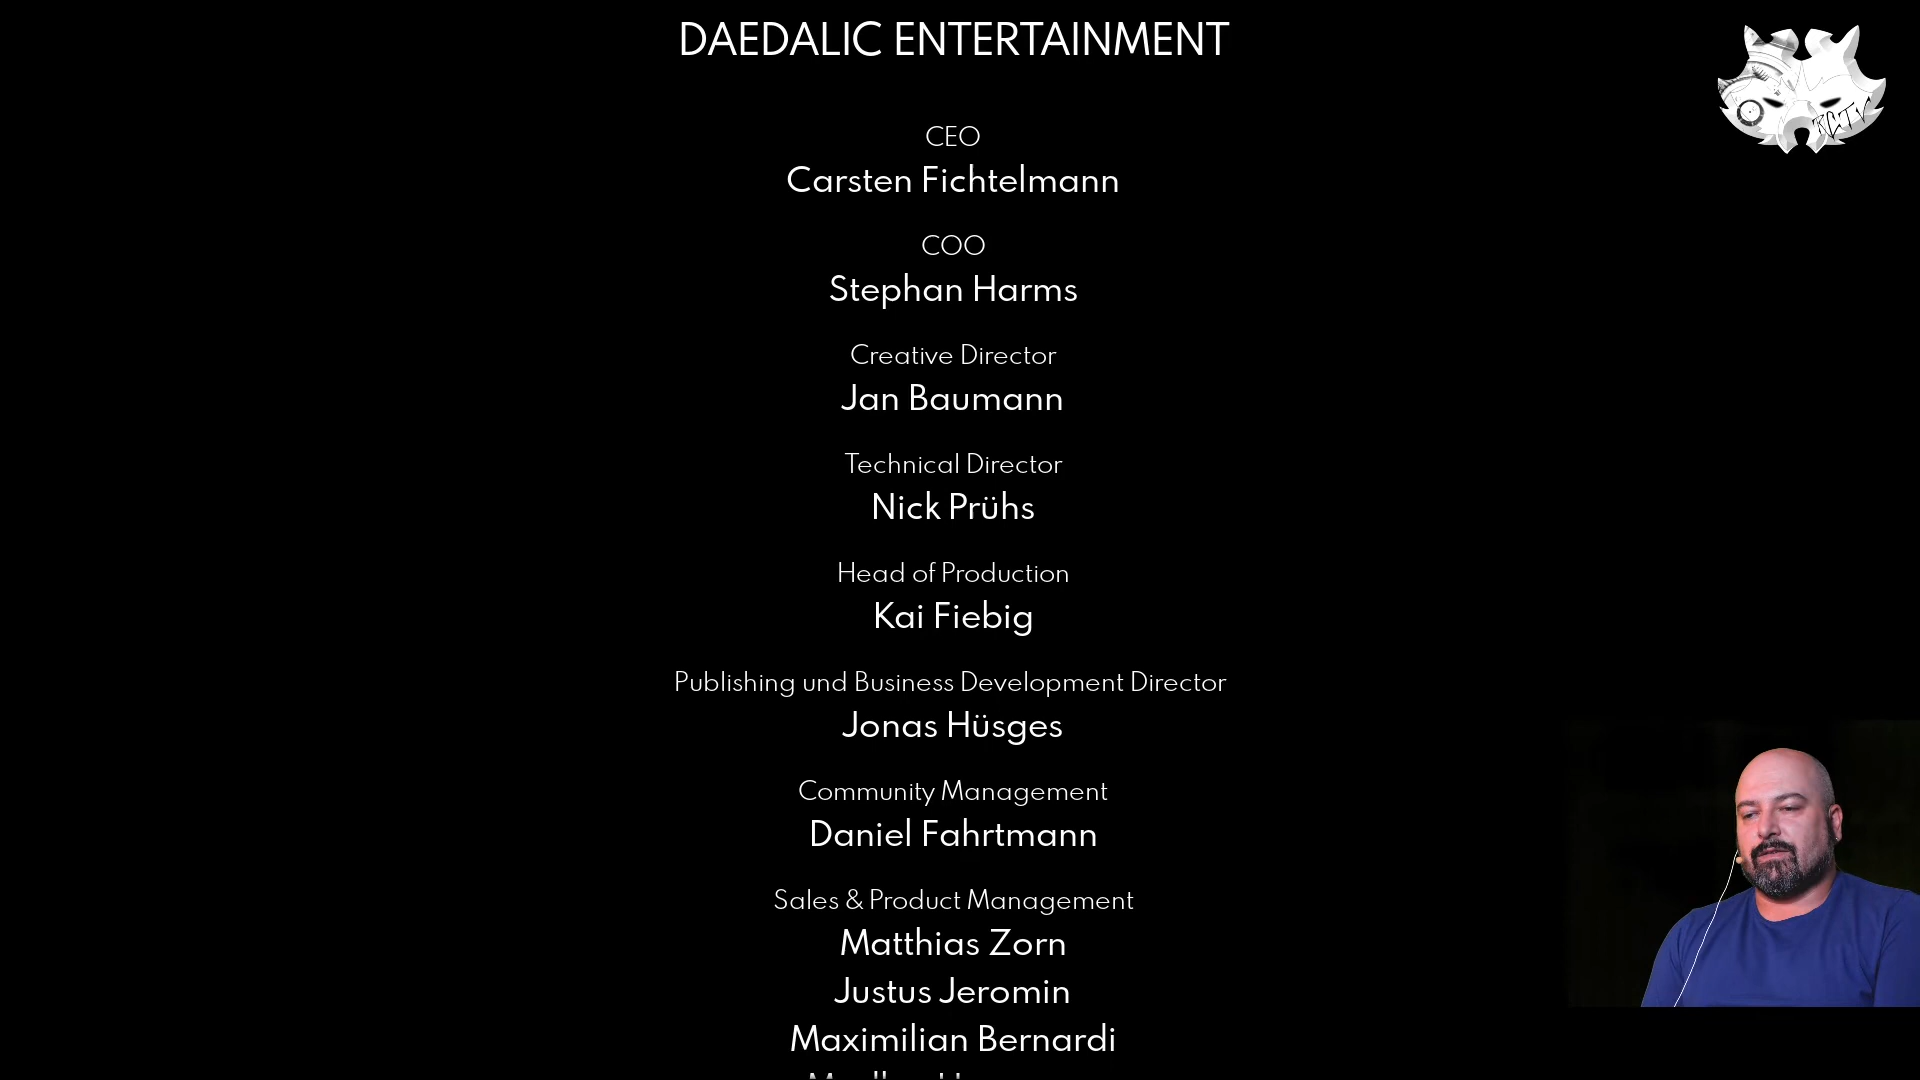 DAEDALIC ENTERTAINMENT
CEO
Carsten Fichtelmann
COO
Stephan Harms
Creative Director
Jan Baumann
Technical Director
Nick Prühs
Head of Production
Kai Fiebig
Publishing und Business Development Director
Jonas Hüsges
Community Management
Daniel Fahrtmann
Sales & Product Management
Matthias Zorn
Justus Jeromin
Maximilian Bernardi
RCTV